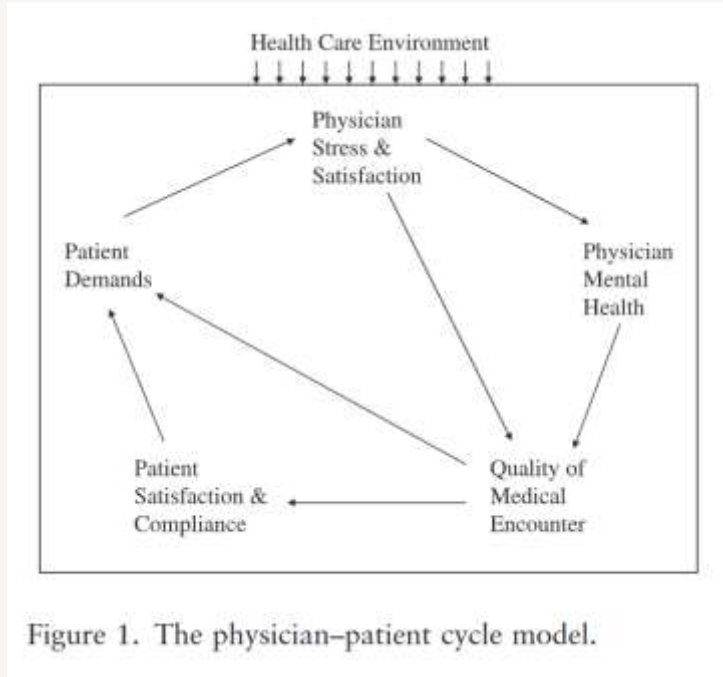 Health Care Environment
Physician
Stress &
Satisfaction
Patient
Demands
Physician
Mental
Health
Patient
Satisfaction &
Compliance
Quality of
Medical
Encounter
Figure 1. The physician–patient cycle model.